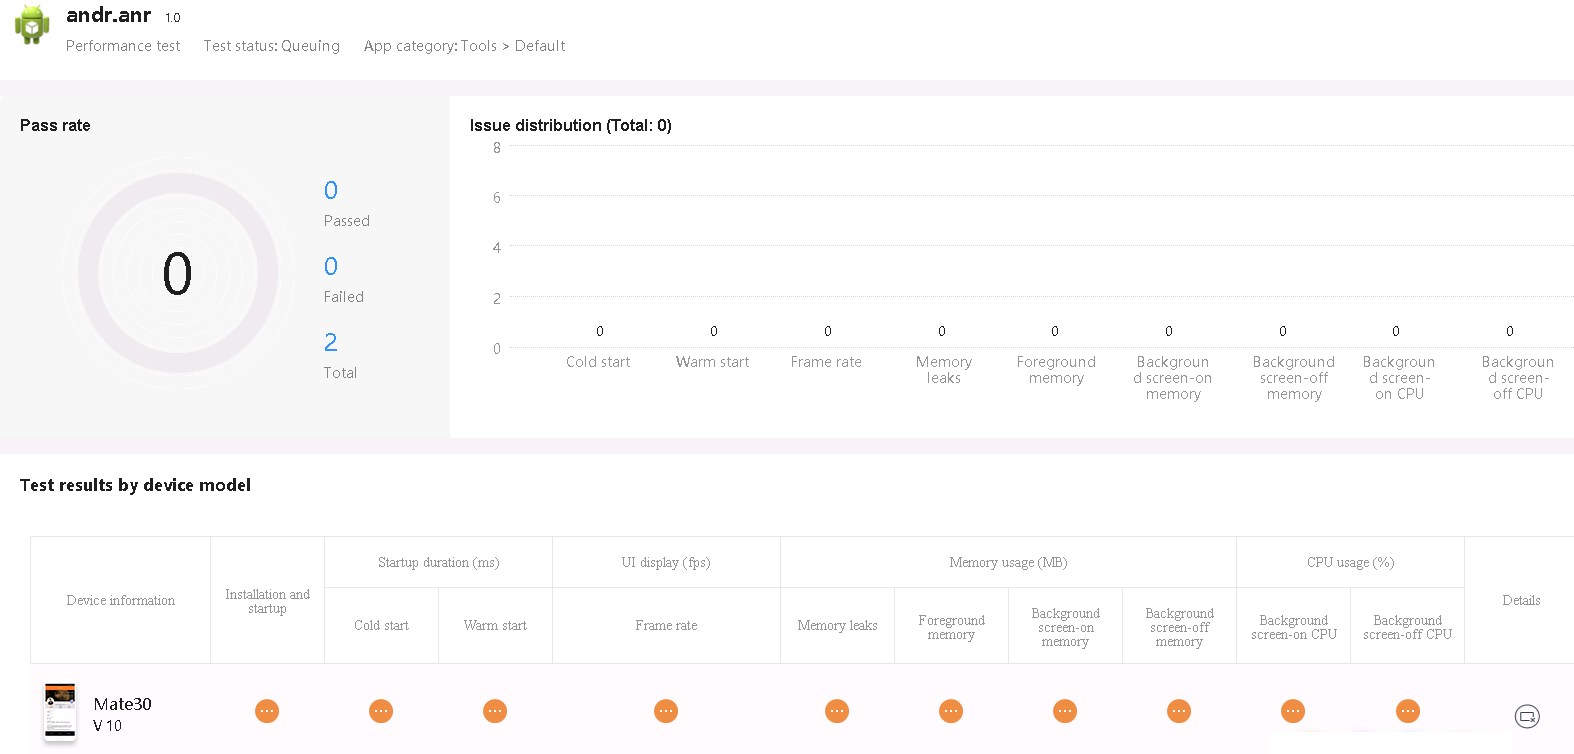 andr.anr 1.0
Performance test Test status: Queuing App category: Tools > Default
Pass rate
0
0
Passed
0
Failed
2
Total
Issue distribution (Total: 0)
8
6
4
2
0
0 0 0 0 0 0 0 0 0
Cold start
Warm start
Frame rate
Memory
leaks
Foreground
memory
Backgroun
d screen-on
memory
Background
screen-off
memory
Backgroun
d screen-
on CPU
Backgroun
d screen-
off CPU
Test results by device model
Device information
Installation and
startup
Startup duration (ms)
Cold start
Warm start
UI display (fps)
Frame rate
Memory usage (MB)
Memory leaks
Foreground
memory
Background
screen-on
memory
Background
screen-off
memory
CPU usage (%)
Background
screen-on CPU
Background
screen-off CPU
Details
Mate30
V 10